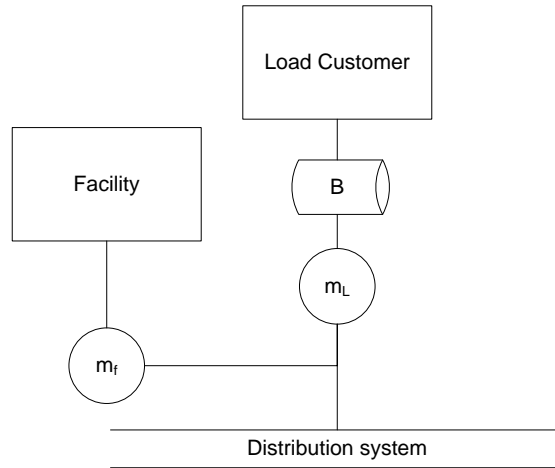 Load Customer
Facility
B
mL
mf
Distribution system